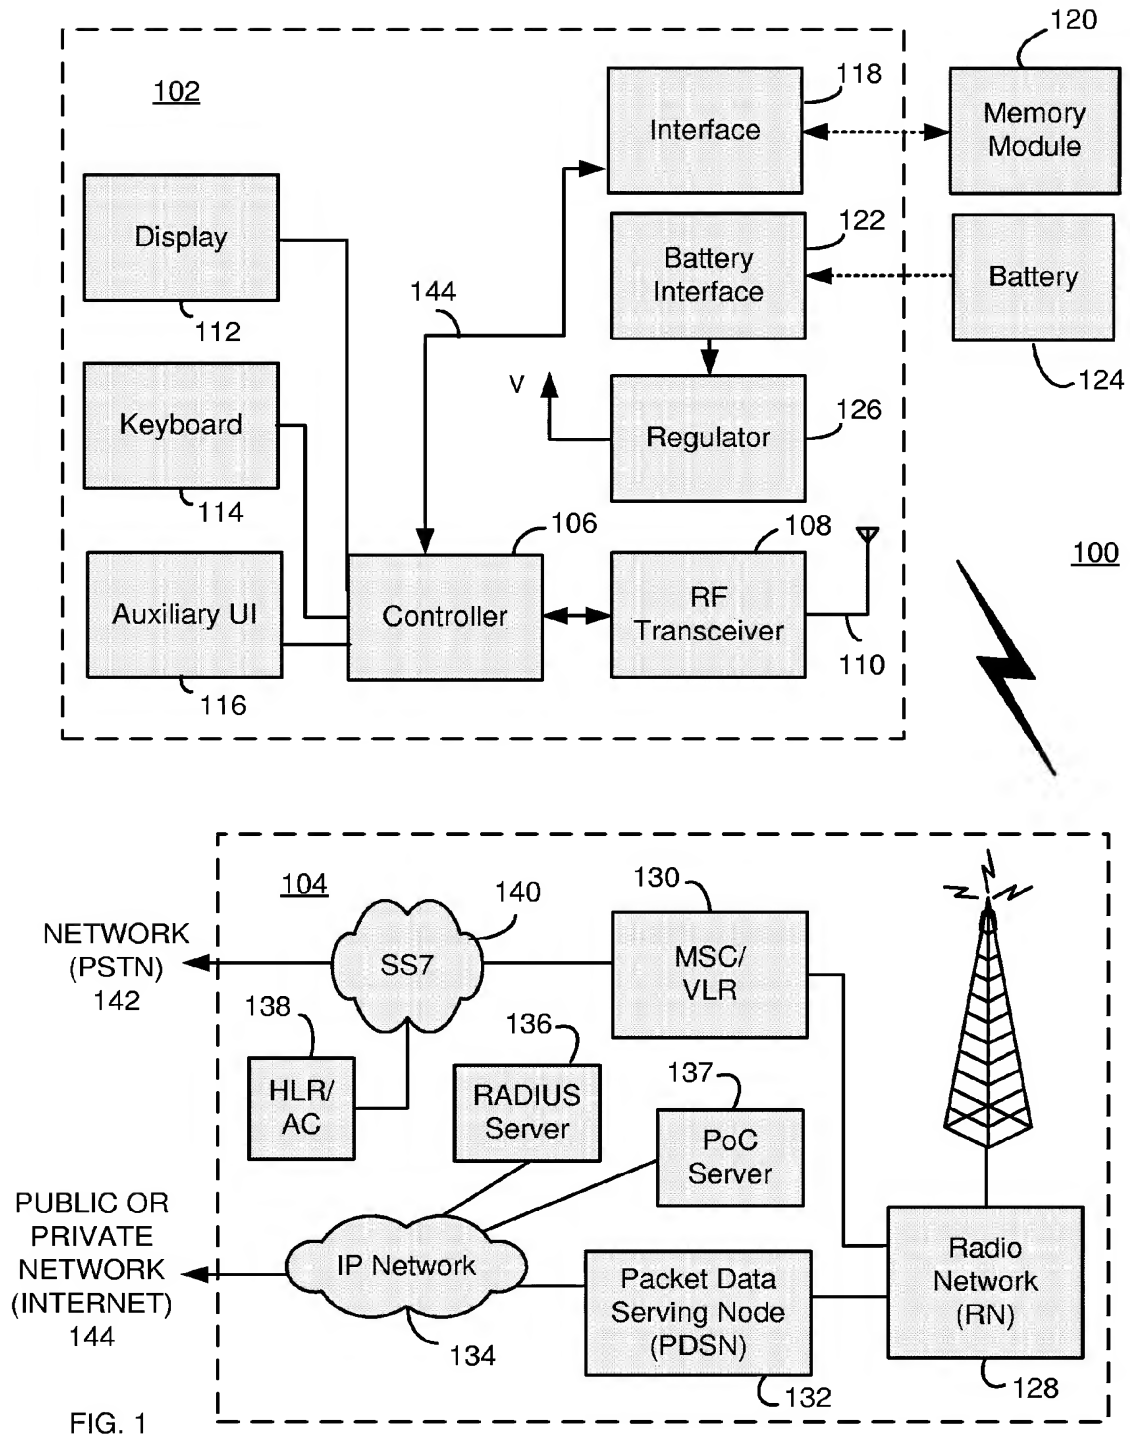 120
102
118
Interface
Memory
Module
Display
122
Battery
Interface
Battery
144
112
V
124
Keyboard
Regulator
126
114
106
108
100
Auxiliary UI
Controller
RF
Transceiver
110
116
104
140
130
NETWORK
(PSTN)
142
SS7
MSC/
VLR
138
136
137
HLR/
AC
RADIUS
Server
PoC
Server
PUBLIC OR
PRIVATE
NETWORK
(INTERNET)
144
IP Network
134
Packet Data
Serving Node
(PDSN)
132
Radio
Network
(RN)
128
FIG. 1